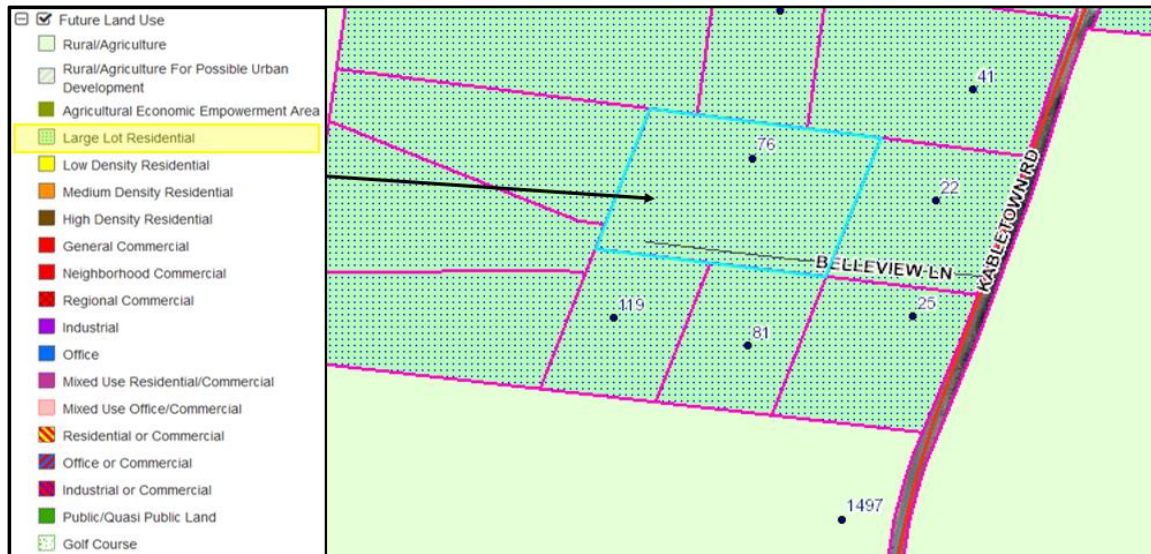 Future Land Use
Rural/Agriculture
Rural/Agriculture For Possible Urban
Development
Agricultural Economic Empowerment Area
Large Lot Residential
Low Density Residential
Medium Density Residential
High Density Residential
General Commercial
Neighborhood Commercial
Regional Commercial
Industrial
Office
Mixed Use Residential/Commercial
Mixed Use Office/Commercial
Residential or Commercial
Office or Commercial
Industrial or Commercial
Public/Quasi Public Land
Golf Course
41
76
22
KABLETOWN RD
BELLEVIEW LN
119
25
81
1497